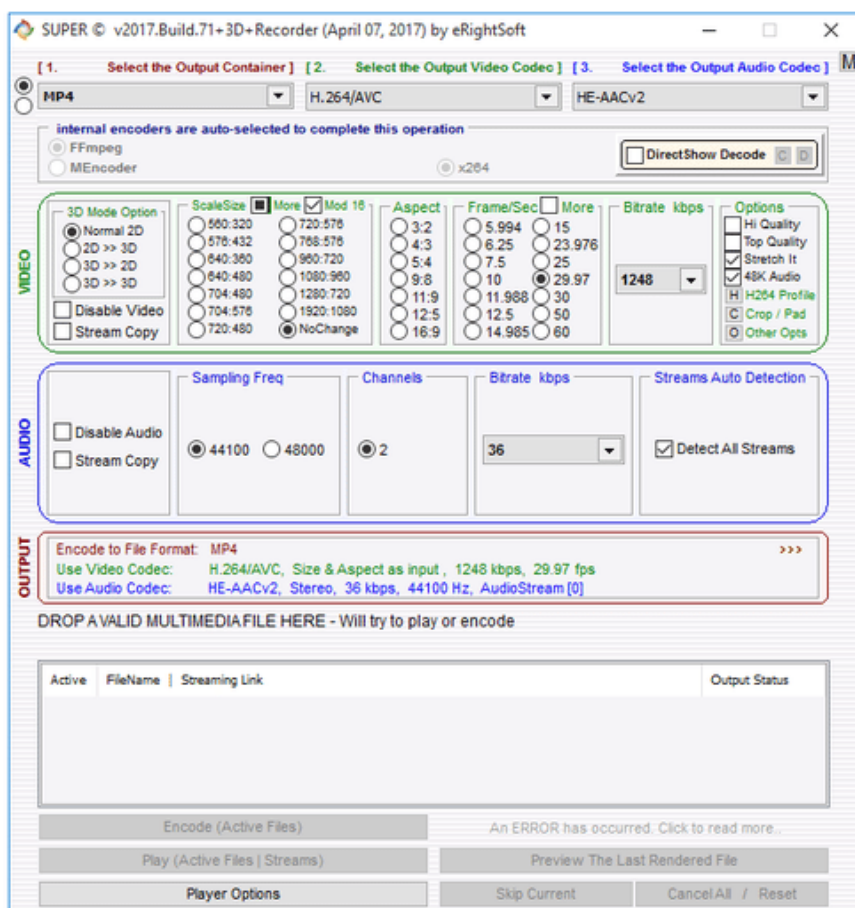 SUPER © v2017.Build.71+3D+Recorder (April 07, 2017) by eRightSoft
[ 1. Select the Output Container ] [ 2. Select the Output Video Codec ] [ 3. Select the Output Audio Codec ] M
MP4 H.264/AVC HE-AACv2
internal encoders are auto-selected to complete this operation
FFmpeg
MEncoder x264 DirectShow Decode C D
VIDEO
3D Mode Option
Normal 2D
2D >> 3D
3D >> 2D
3D >> 3D
Disable Video
Stream Copy
ScaleSize More Mod 16
560:320 720:576
576:432 768:576
640:360 960:720
640:480 1080:960
704:480 1280:720
704:576 1920:1080
720:480 NoChange
Aspect
3:2
4:3
5:4
9:8
11:9
12:5
16:9
Frame/Sec More
5.994 15
6.25 23.976
7.5 25
10 29.97
11.988 30
12.5 50
14.985 60
Bitrate kbps
1248
Options
Hi Quality
Top Quality
Stretch It
48K Audio
H H264 Profile
C Crop / Pad
O Other Opts
AUDIO
Disable Audio
Stream Copy
Sampling Freq
44100 48000
Channels
2
Bitrate kbps
36
Streams Auto Detection
Detect All Streams
OUTPUT
Encode to File Format: MP4 >>>
Use Video Codec: H.264/AVC, Size & Aspect as input , 1248 kbps, 29.97 fps
Use Audio Codec: HE-AACv2, Stereo, 36 kbps, 44100 Hz, AudioStream [0]
DROP A VALID MULTIMEDIA FILE HERE - Will try to play or encode
Active FileName | Streaming Link Output Status
Encode (Active Files) An ERROR has occurred. Click to read more..
Play (Active Files | Streams) Preview The Last Rendered File
Player Options Skip Current Cancel All / Reset